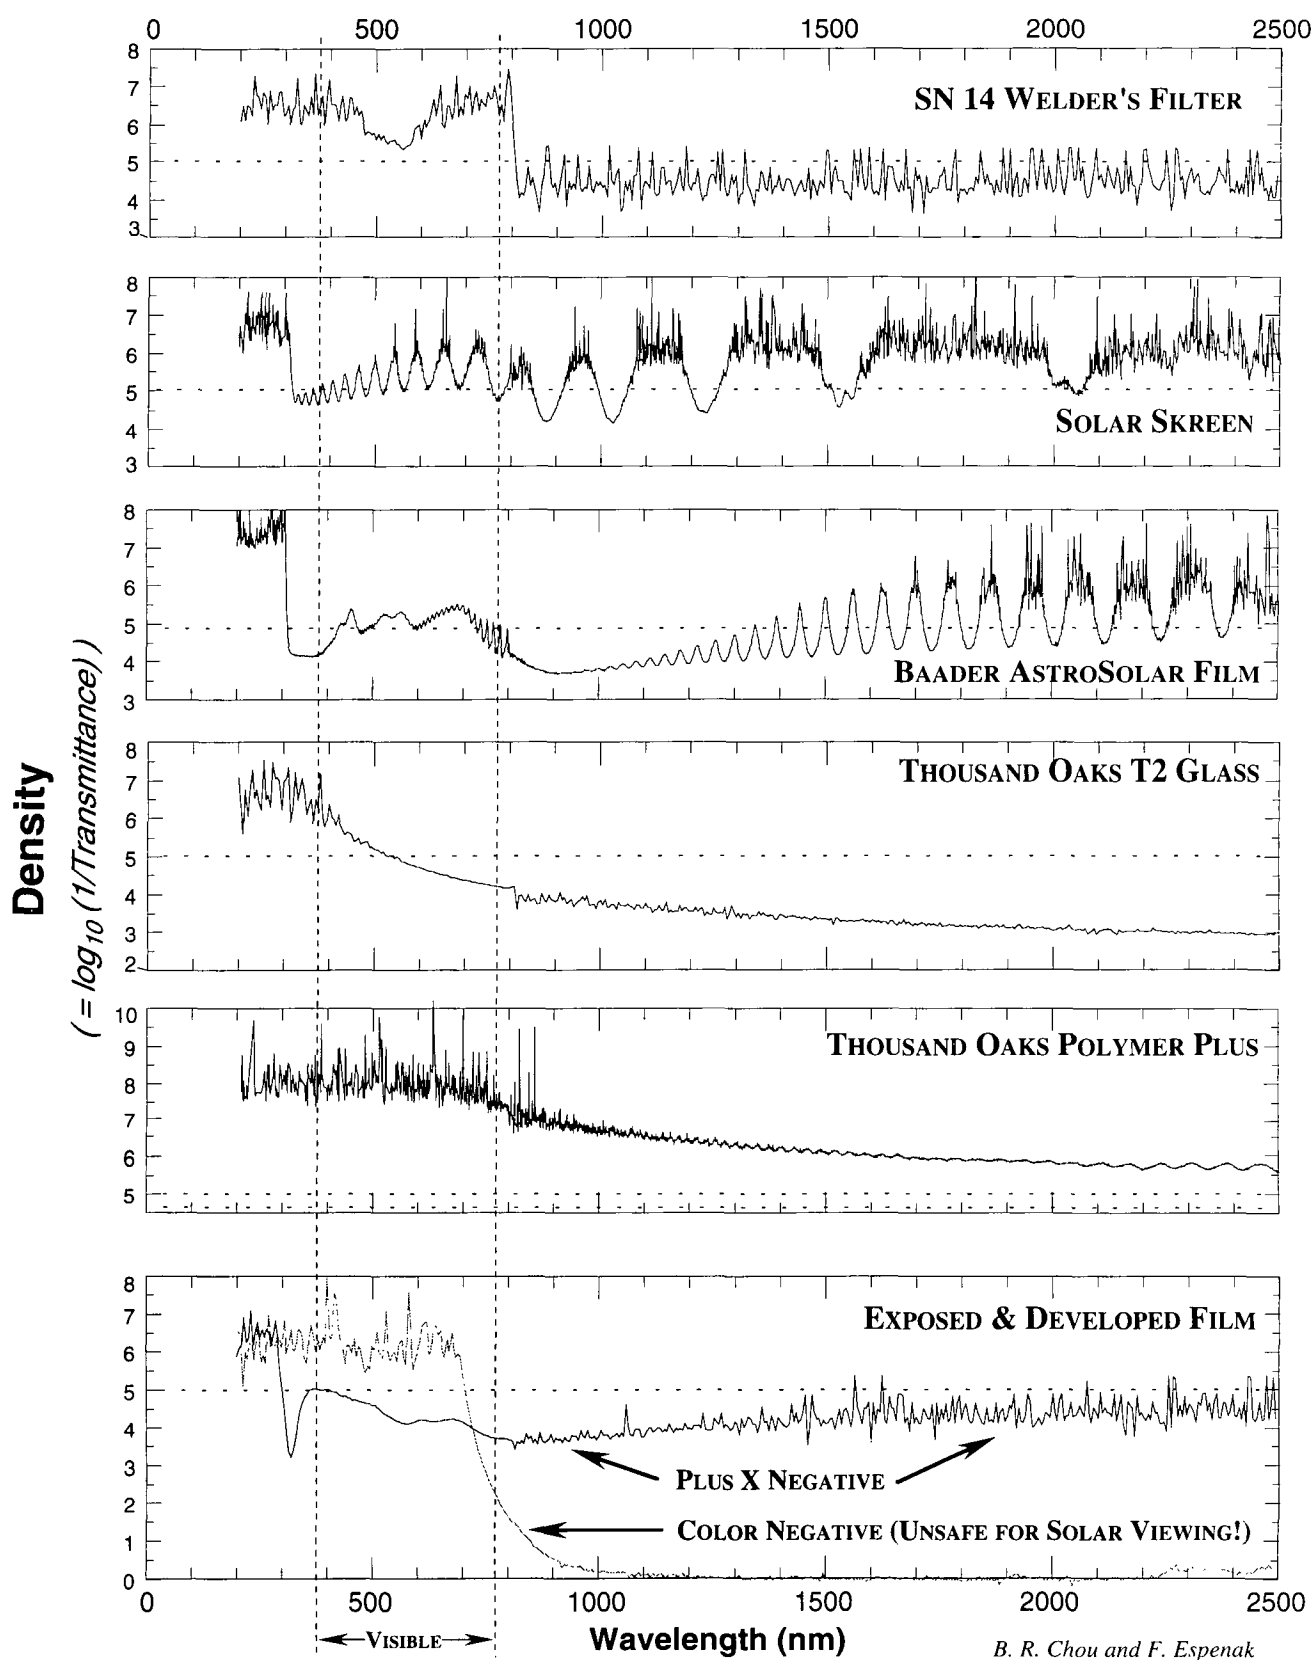 0 500 1000 1500 2000 2500
8
7
6
5
4
3
SN 14 WELDER'S FILTER
8
7
6
5
4
3
SOLAR SKREEN
8
7
6
5
4
3
BAADER ASTROSOLAR FILM
8
7
6
5
4
3
2
THOUSAND OAKS T2 GLASS
10
9
8
7
6
5
THOUSAND OAKS POLYMER PLUS
8
7
6
5
4
3
2
1
0
EXPOSED & DEVELOPED FILM
PLUS X NEGATIVE
COLOR NEGATIVE (UNSAFE FOR SOLAR VIEWING!)
Density
( = log10 (1/Transmittance) )
0 500 1000 1500 2000 2500
VISIBLE
Wavelength (nm)
B. R. Chou and F. Espenak